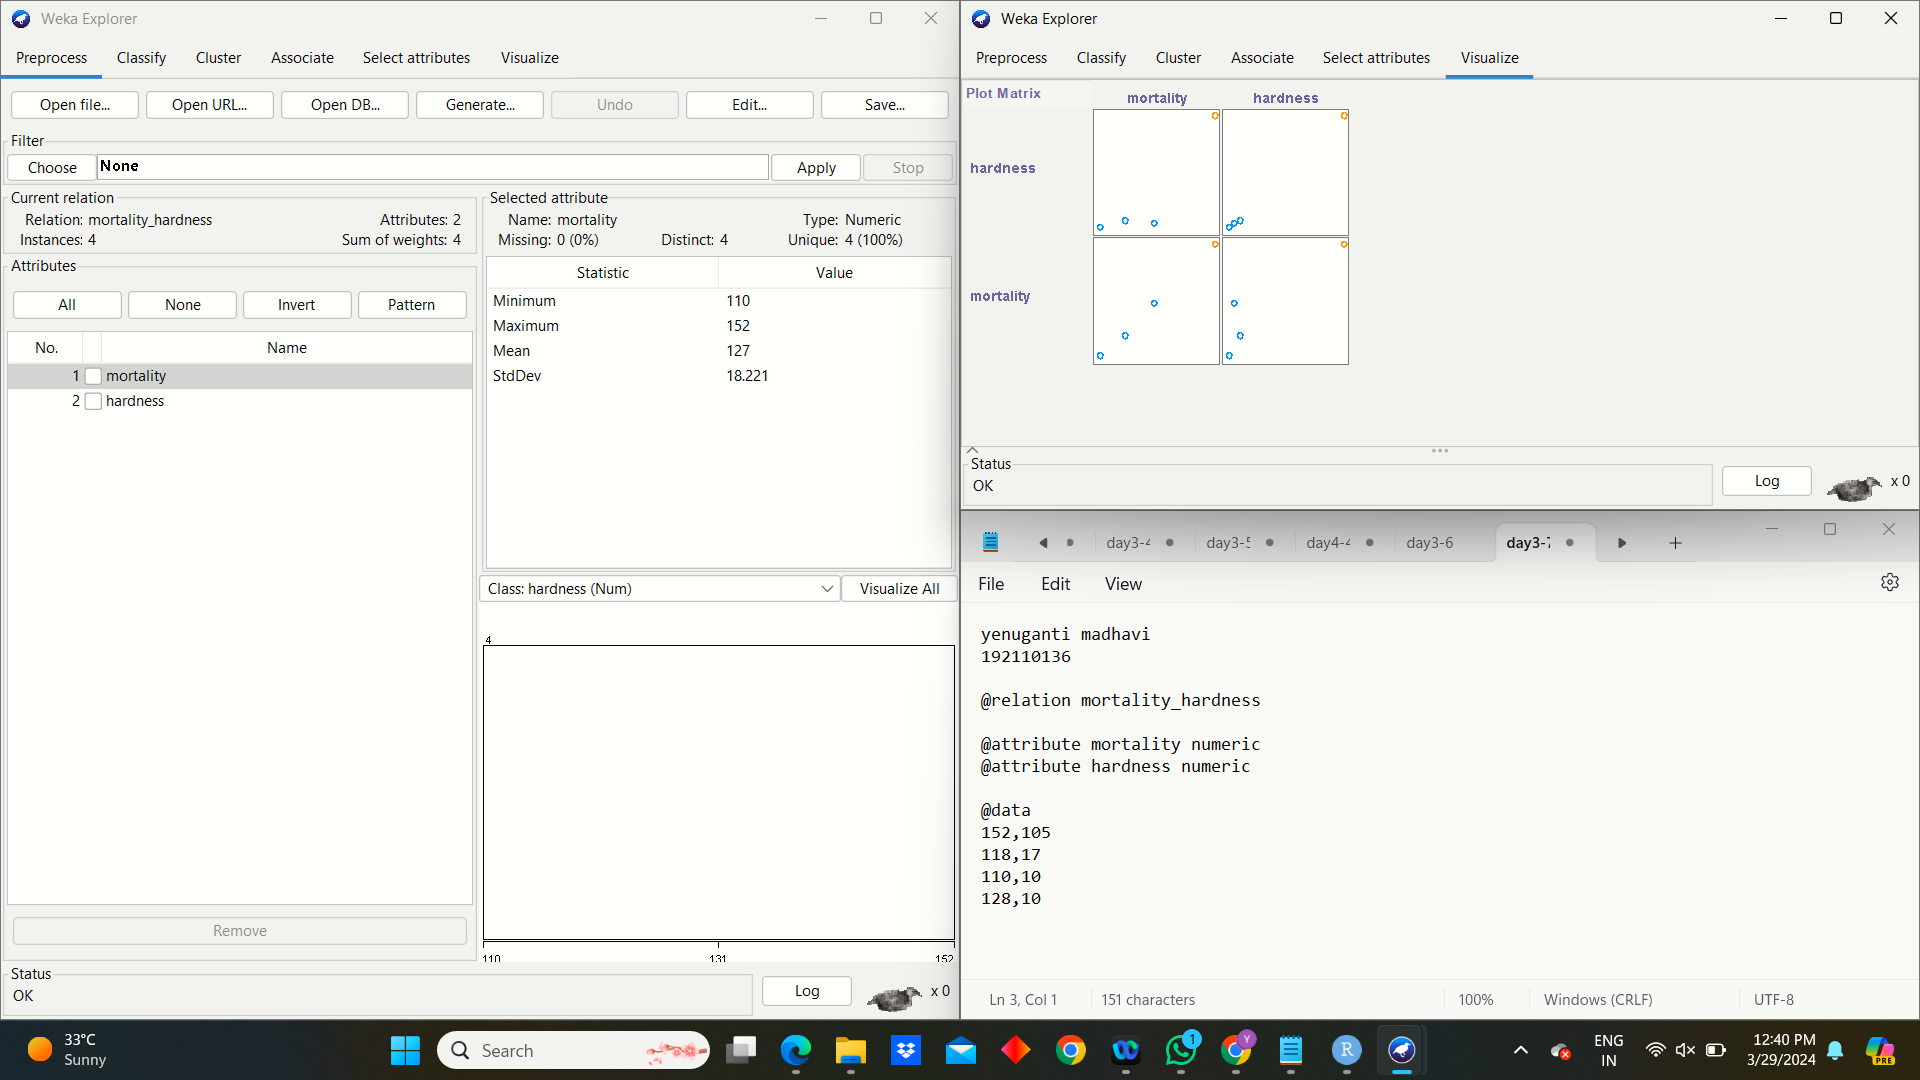 Weka Explorer
Preprocess Classify Cluster Associate Select attributes Visualize
Open file... Open URL... Open DB... Generate... Undo Edit... Save...
Filter
Choose None Apply Stop
Current relation
Relation: mortality_hardness Attributes: 2
Instances: 4 Sum of weights: 4
Attributes
All None Invert Pattern
No. Name
1 mortality
2 hardness
Remove
Selected attribute
Name: mortality Type: Numeric
Missing: 0 (0%) Distinct: 4 Unique: 4 (100%)
Statistic Value
Minimum 110
Maximum 152
Mean 127
StdDev 18.221
Class: hardness (Num) Visualize All
4
110 131 152
Status
OK
Log x 0
Weka Explorer
Preprocess Classify Cluster Associate Select attributes Visualize
Plot Matrix mortality hardness
hardness
mortality
Status
OK
Log x 0
day3-4 day3-5 day4-4 day3-6 day3-7
File Edit View
yenuganti madhavi
192110136
@relation mortality_hardness
@attribute mortality numeric
@attribute hardness numeric
@data
152,105
118,17
110,10
128,10
Ln 3, Col 1 151 characters 100% Windows (CRLF) UTF-8
33°C
Sunny
Search
1
Y
R
PRE
ENG
IN
12:40 PM
3/29/2024